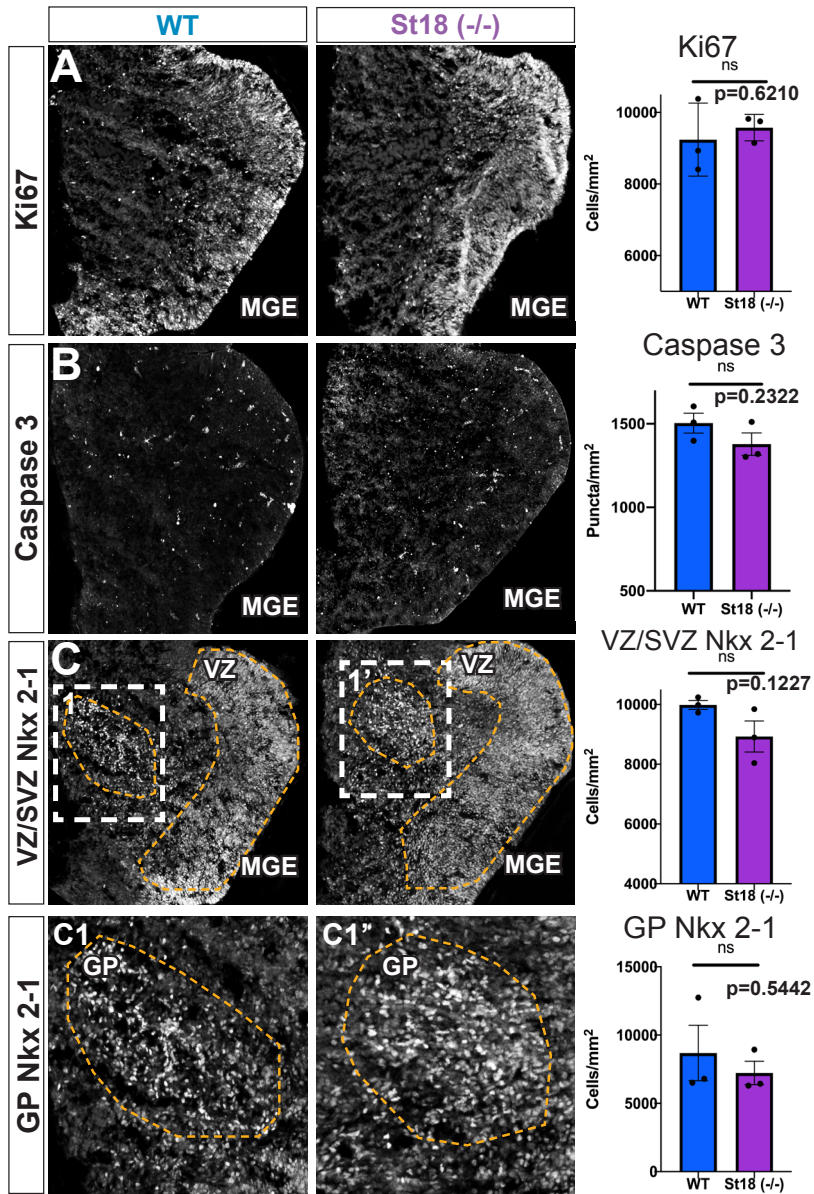 WT
St18 (-/-)
Ki67
A
MGE
MGE
Ki67
ns
p=0.6210
10000
8000
6000
Cells/mm²
WT
St18 (-/-)
Caspase 3
B
MGE
MGE
Caspase 3
ns
p=0.2322
1500
1000
500
Puncta/mm²
WT
St18 (-/-)
VZ/SVZ Nkx 2-1
C
VZ
1
MGE
1’
VZ
MGE
VZ/SVZ Nkx 2-1
ns
p=0.1227
10000
8000
6000
4000
Cells/mm²
WT
St18 (-/-)
GP Nkx 2-1
C1
GP
C1”
GP
GP Nkx 2-1
ns
p=0.5442
15000
10000
5000
0
Cells/mm²
WT
St18 (-/-)